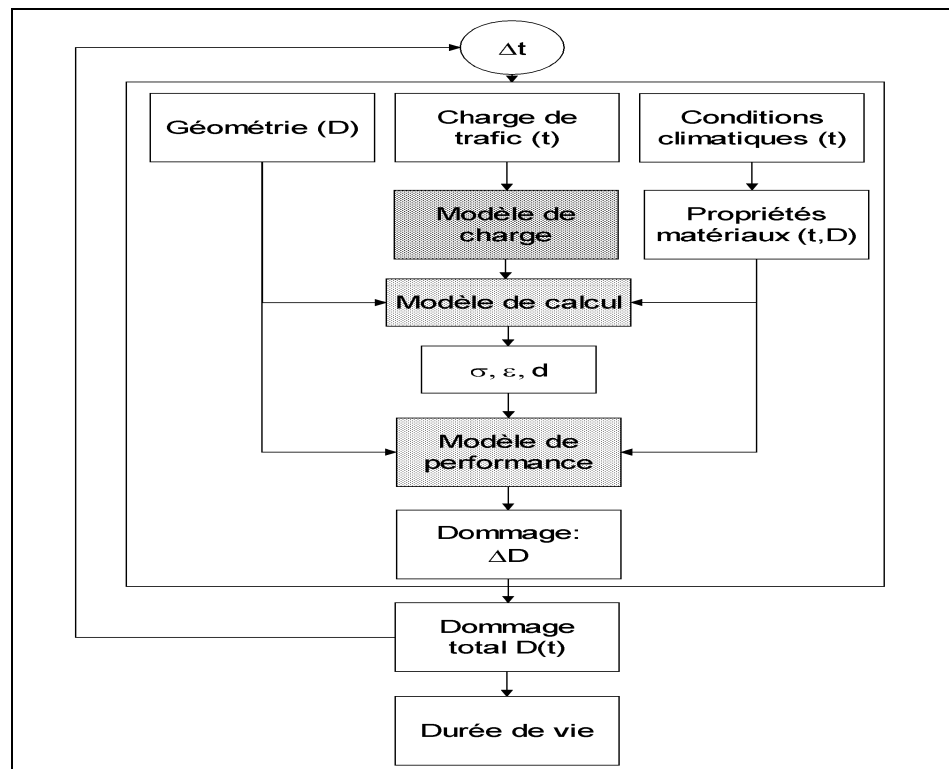 Δt
Géométrie (D)
Charge de
trafic (t)
Conditions
climatiques (t)
Modèle de
charge
Propriétés
matériaux (t,D)
Modèle de calcul
σ, ε, d
Modèle de
performance
Dommage:
ΔD
Dommage
total D(t)
Durée de vie